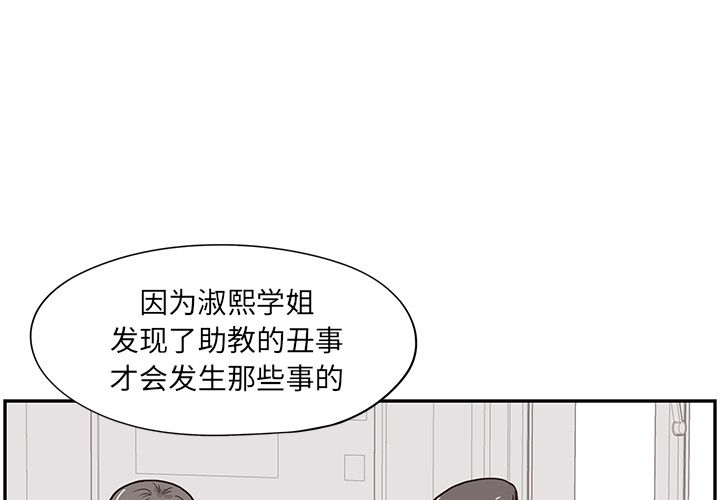 因为淑熙学姐
发现了助教的丑事
才会发生那些事的